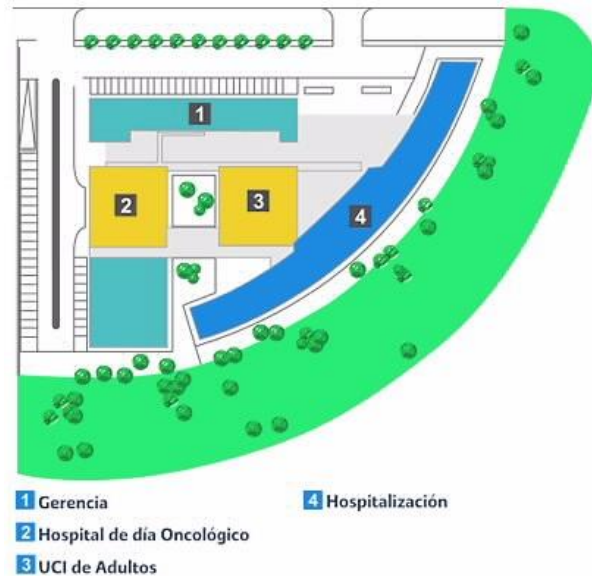 1
2
3
4
1 Gerencia
2 Hospital de día Oncológico
3 UCI de Adultos
4 Hospitalización